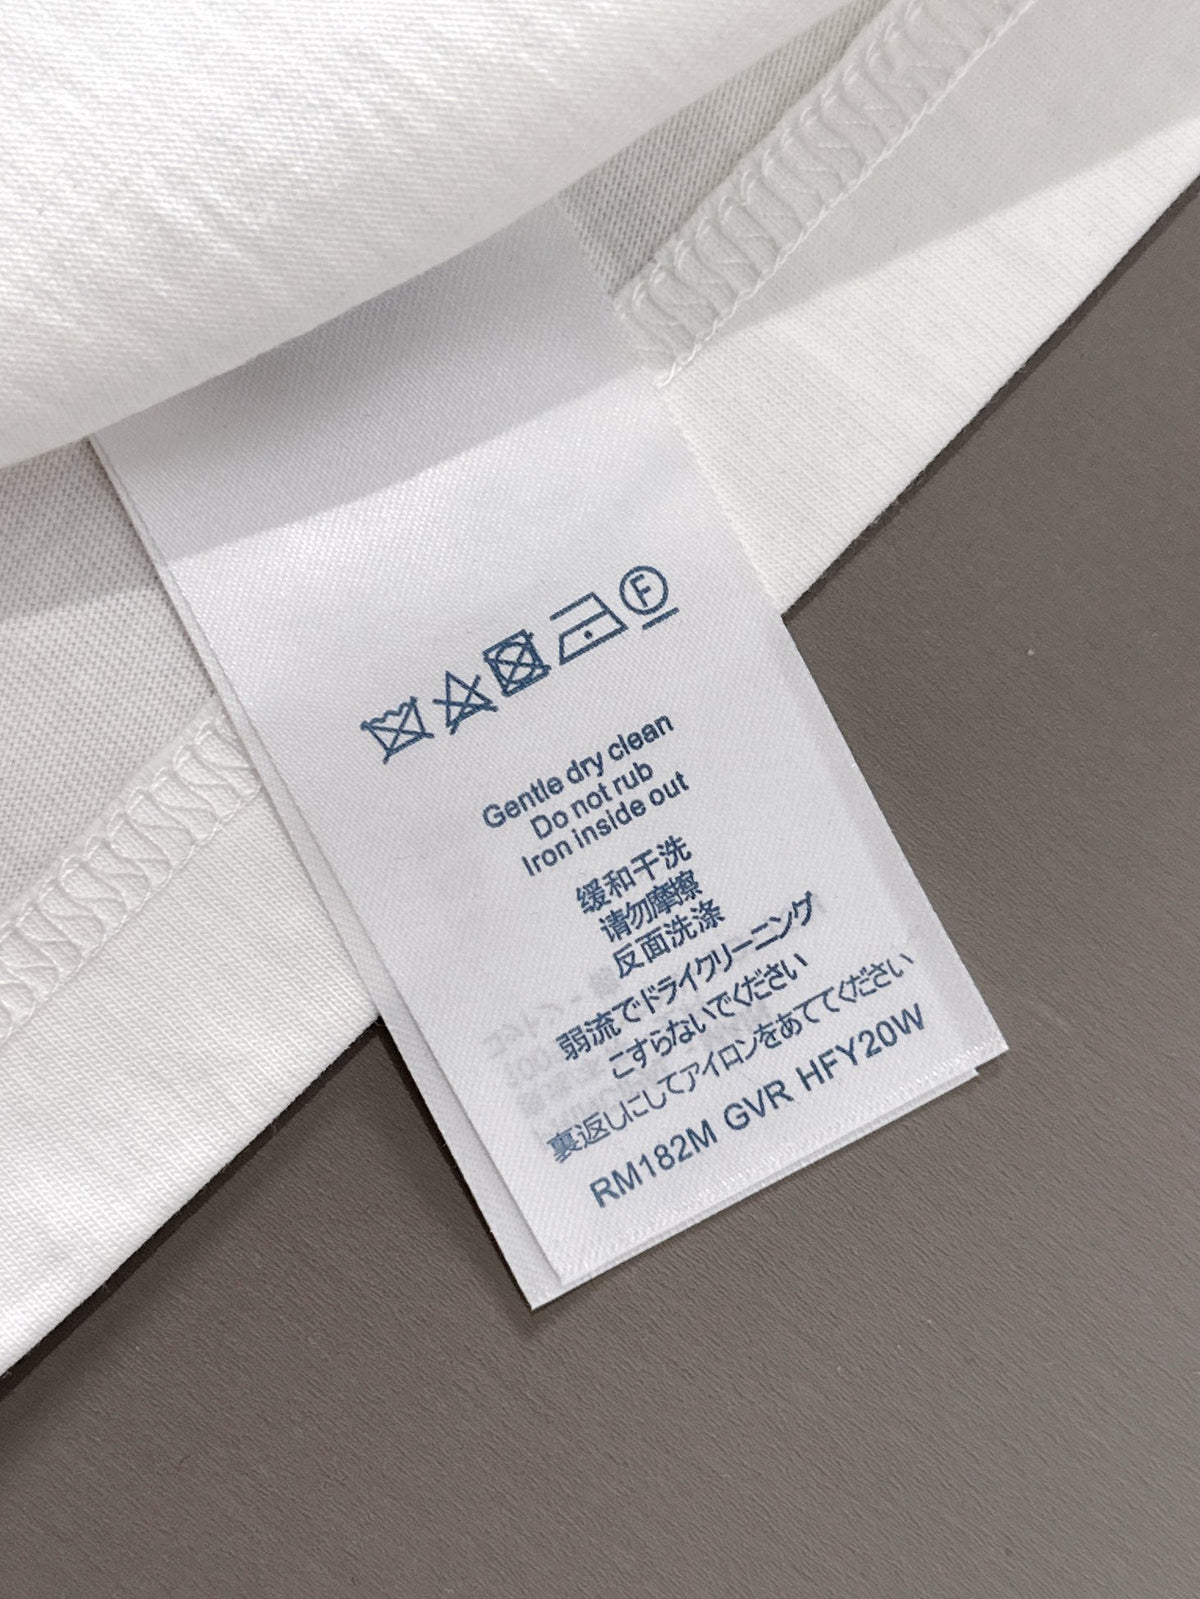 F
Gentle dry clean
Do not rub
Iron inside out
缓和干洗
请勿摩擦
反面洗涤
弱流でドライクリーニング
こすらないでください
裏返しにしてアイロンをあててください
RM182M GVR HFY20W